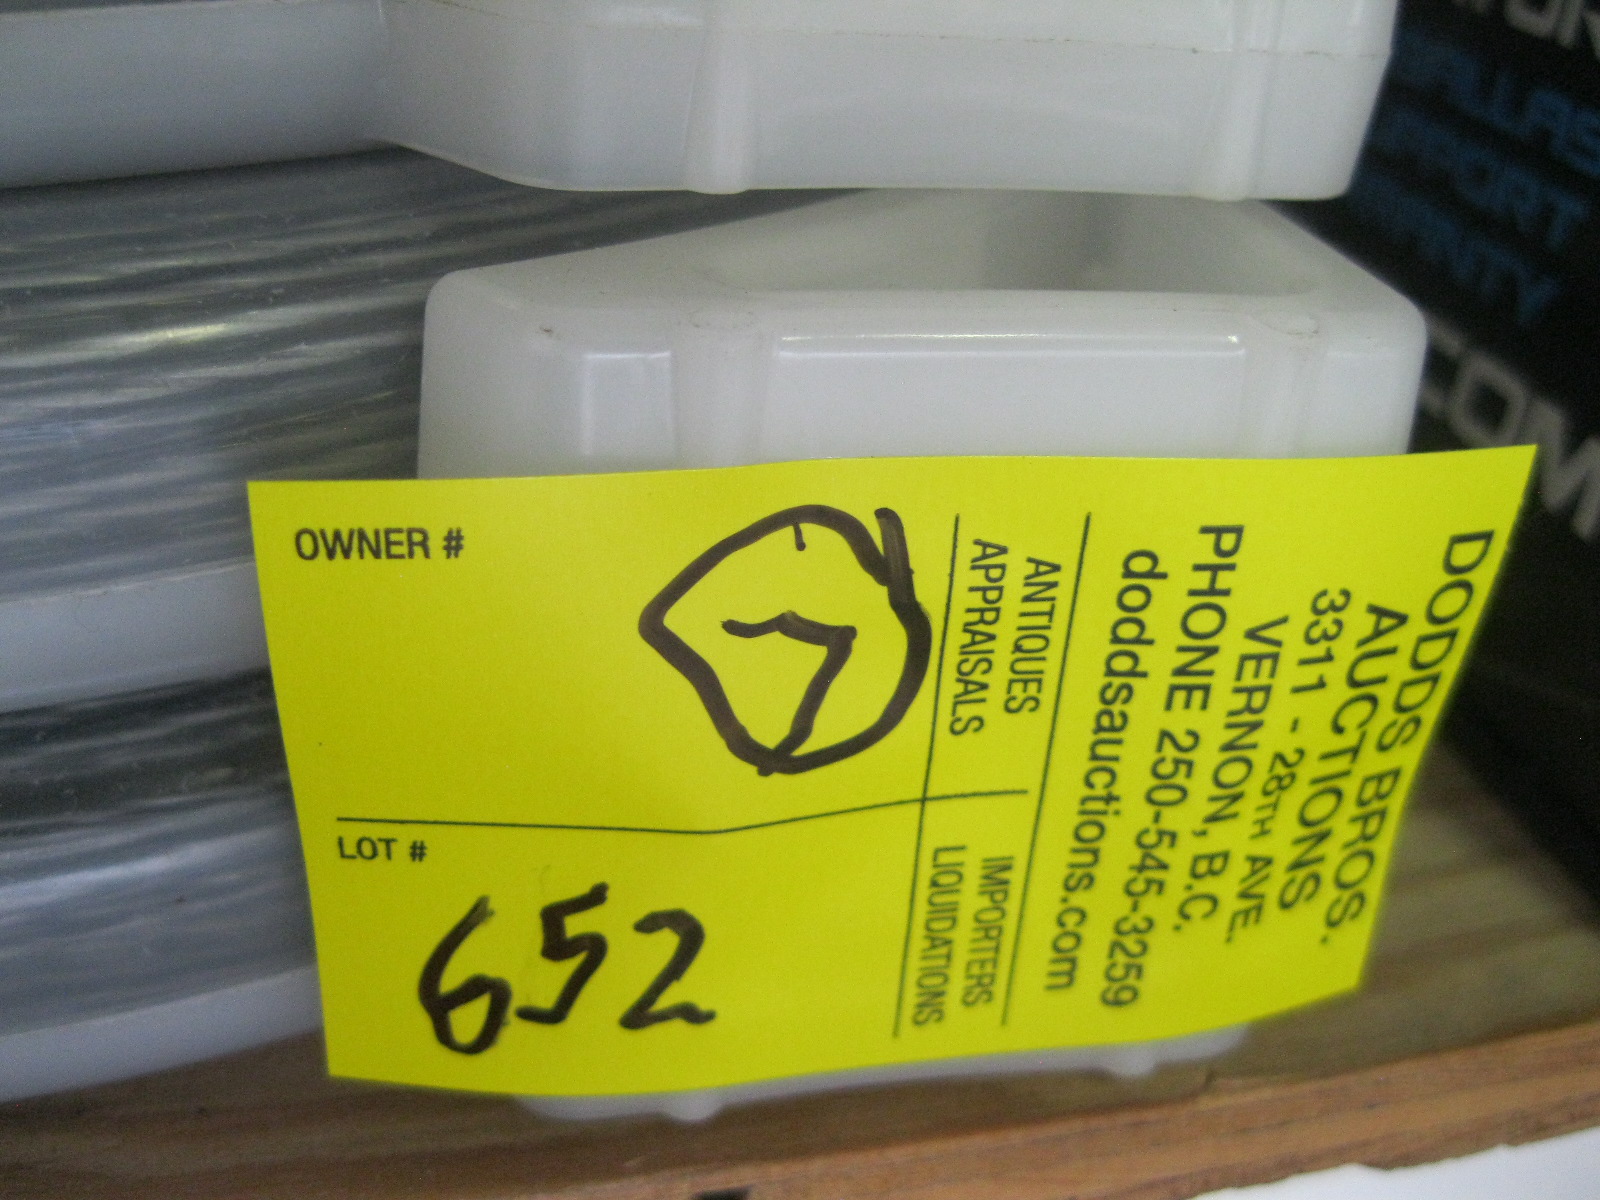 DODDS BROS.
AUCTIONS
3311 - 28TH AVE.
VERNON, B.C.
PHONE 250-545-3259
doddsauctions.com
ANTIQUES
APPRAISALS
IMPORTERS
LIQUIDATIONS
OWNER #
7
LOT #
652
COM